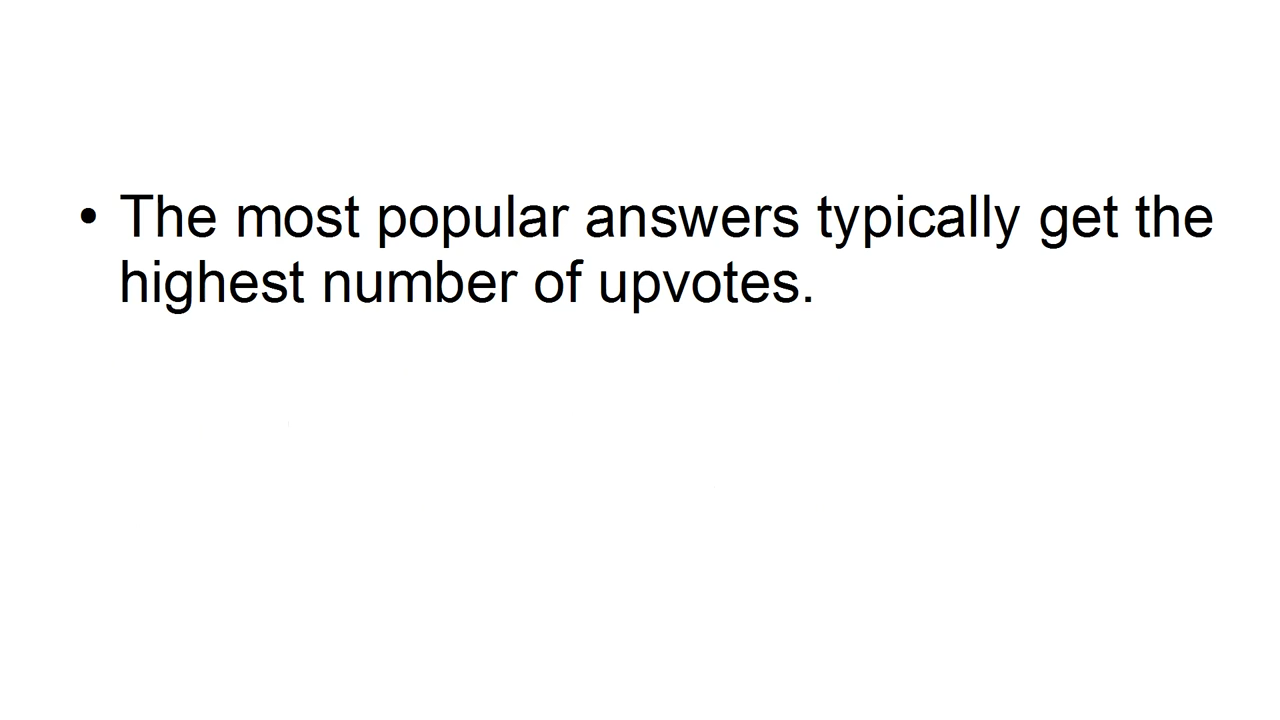 • The most popular answers typically get the
highest number of upvotes.